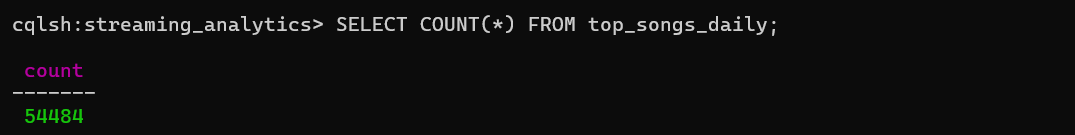 cqlsh:streaming_analytics> SELECT COUNT(*) FROM top_songs_daily;
count
-------
54484